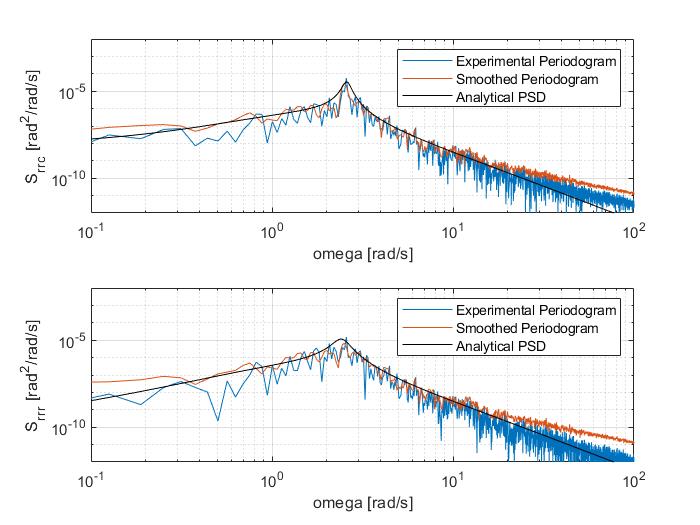 Experimental Periodogram
Smoothed Periodogram
Analytical PSD
S_rrc [rad^2/rad/s]
10^-5
10^-10
10^-1 10^0 10^1 10^2
omega [rad/s]
Experimental Periodogram
Smoothed Periodogram
Analytical PSD
S_rrr [rad^2/rad/s]
10^-5
10^-10
10^-1 10^0 10^1 10^2
omega [rad/s]